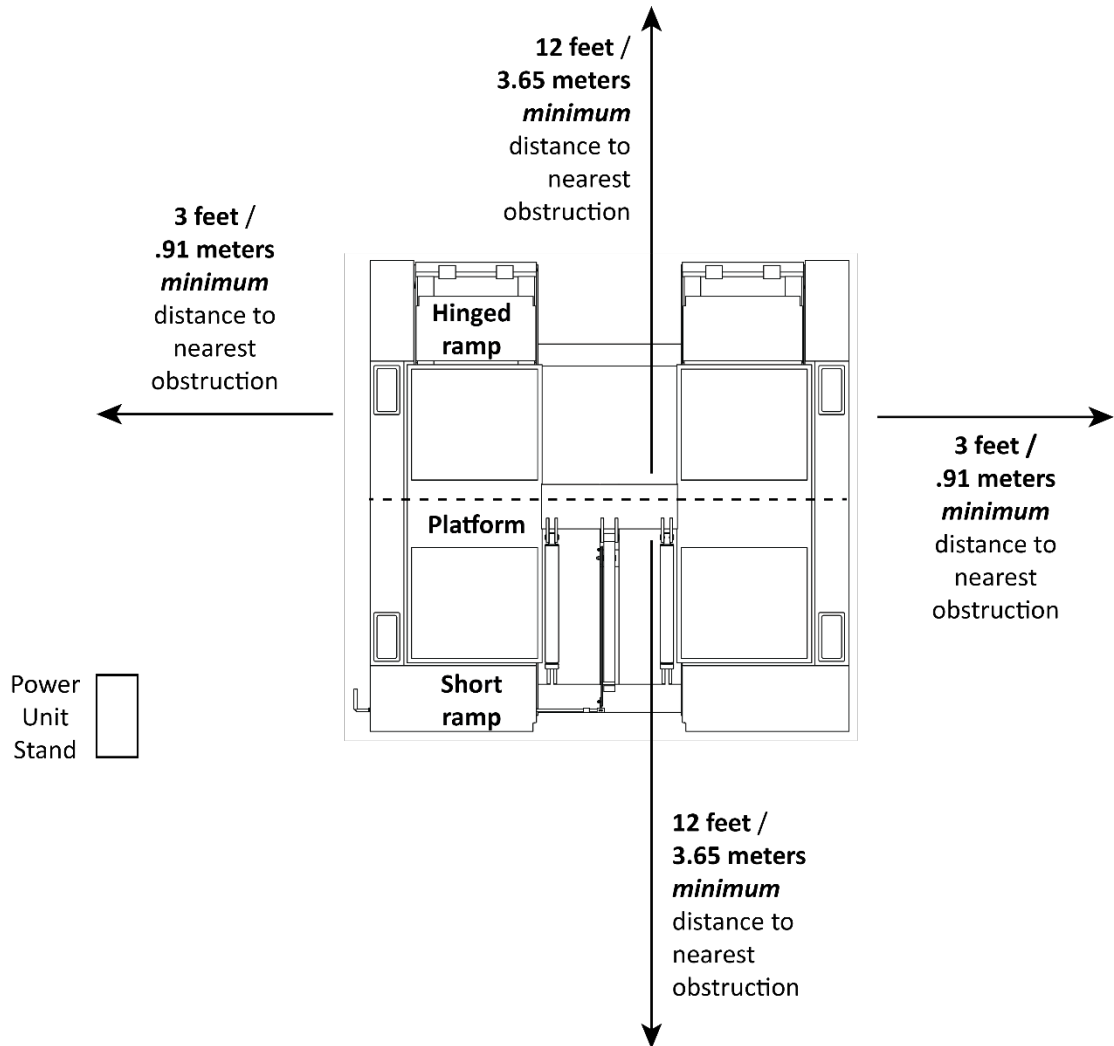 12 feet /
3.65 meters
minimum
distance to
nearest
obstruction
3 feet /
.91 meters
minimum
distance to
nearest
obstruction
Hinged
ramp
3 feet /
.91 meters
minimum
distance to
nearest
obstruction
Platform
Short
ramp
Power
Unit
Stand
12 feet /
3.65 meters
minimum
distance to
nearest
obstruction